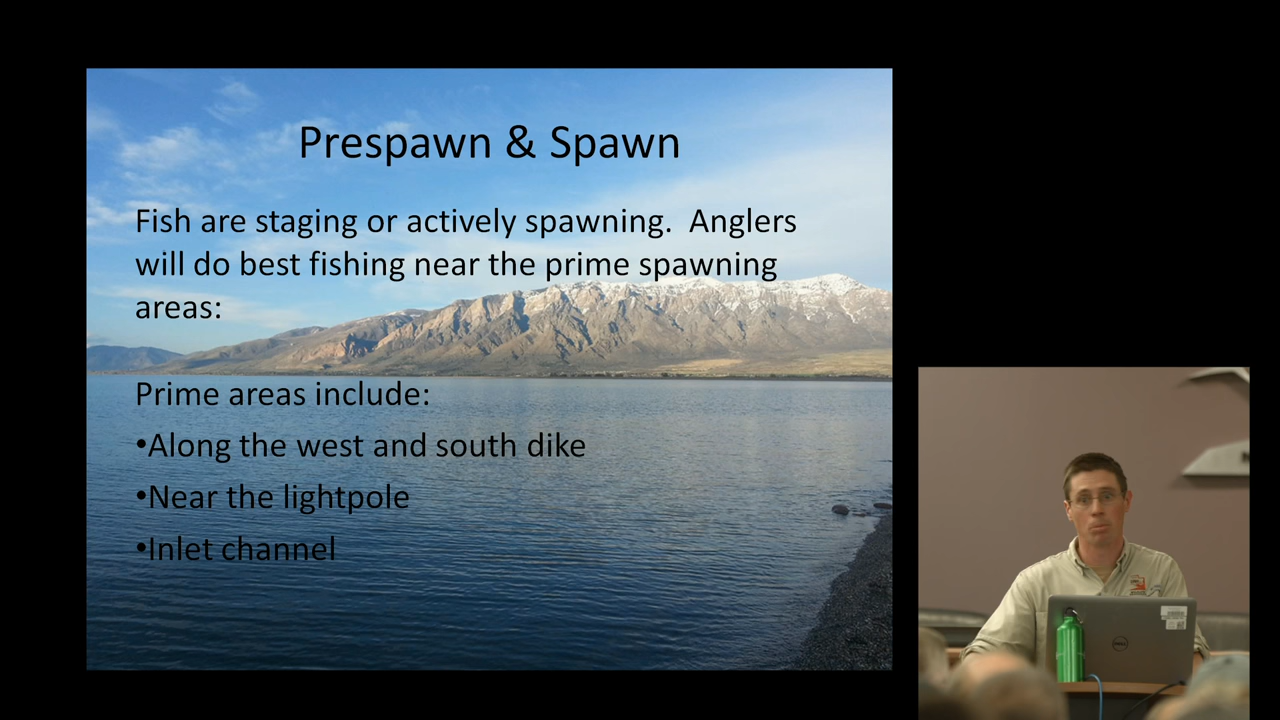 Prespawn & Spawn
Fish are staging or actively spawning.  Anglers
will do best fishing near the prime spawning
areas:
Prime areas include:
•Along the west and south dike
•Near the lightpole
•Inlet channel
DELL